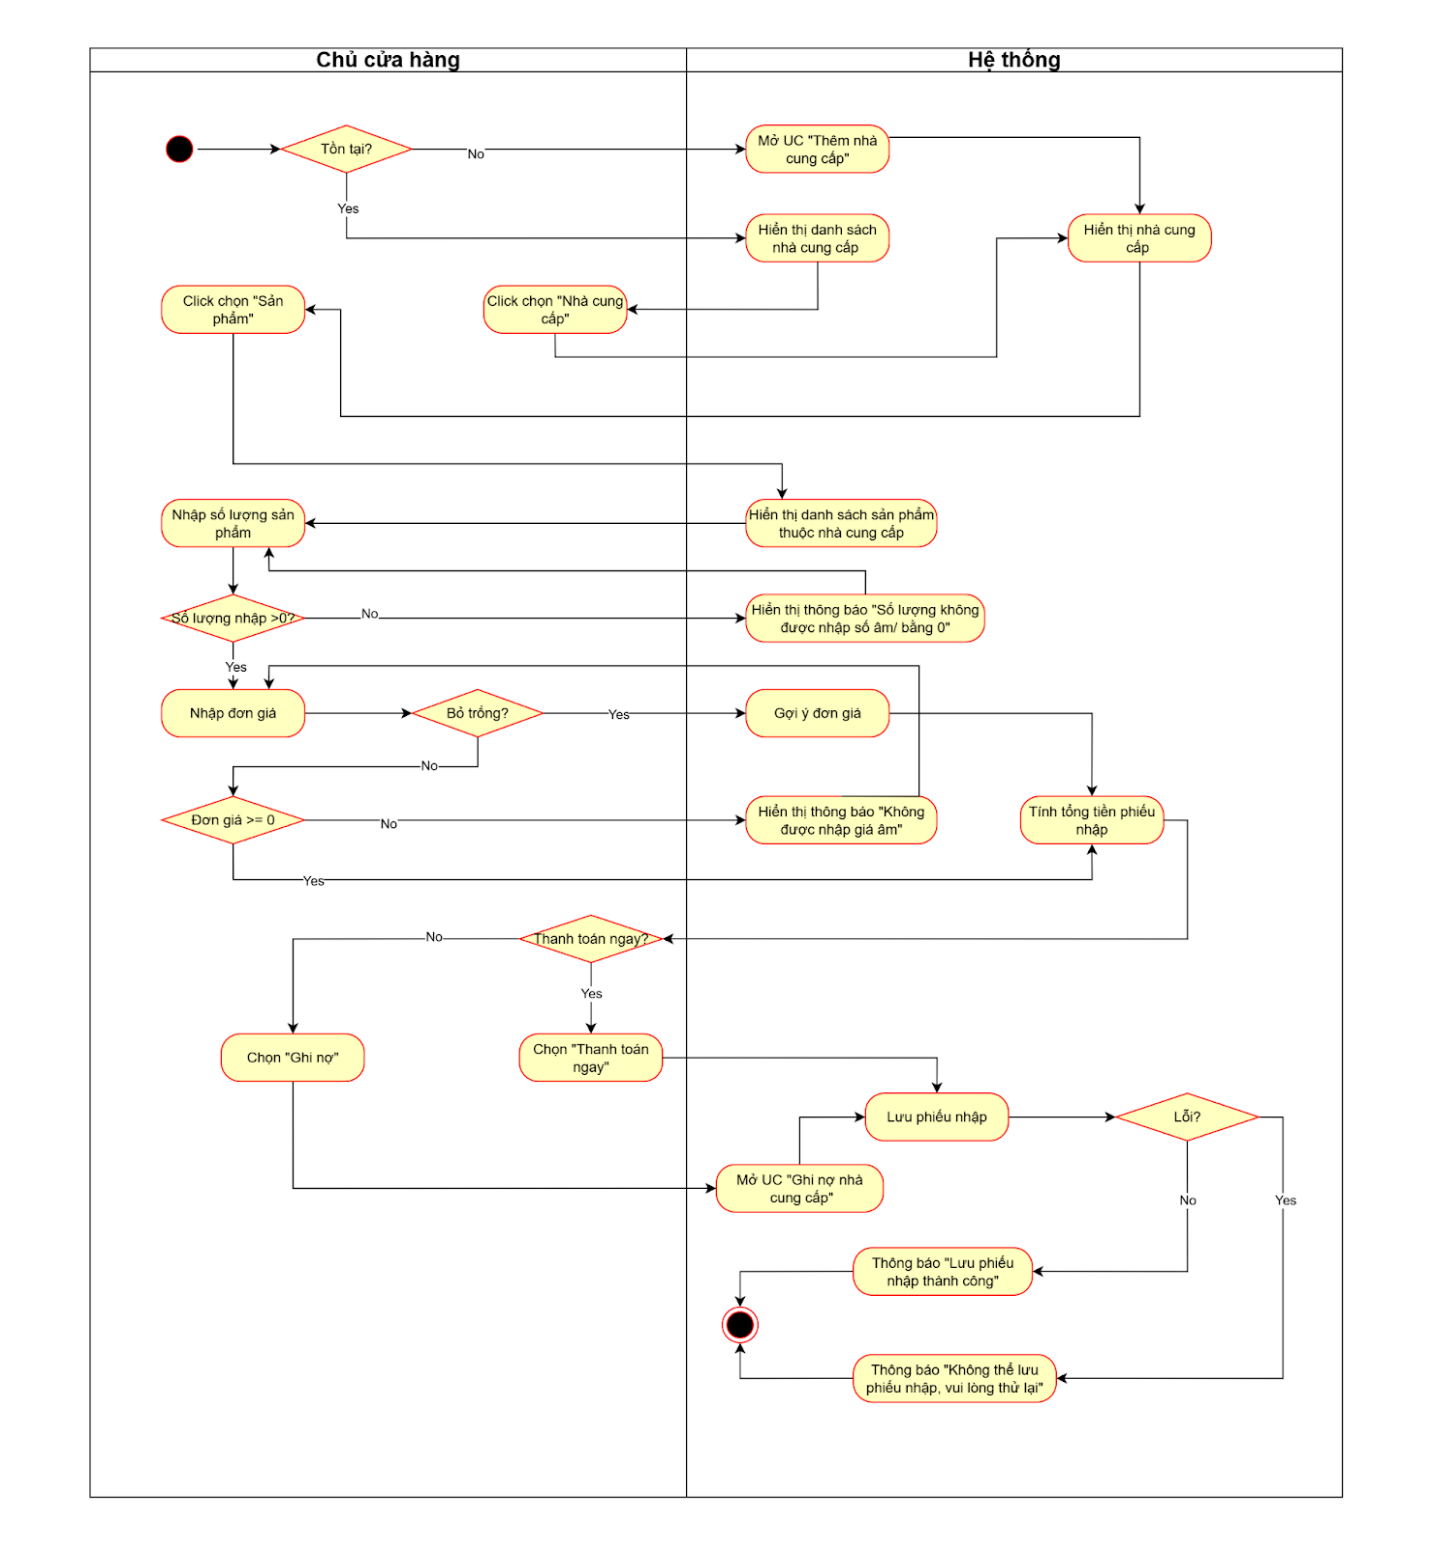 Chủ cửa hàng
Hệ thống
Tồn tại?
No
Mở UC "Thêm nhà
cung cấp"
Yes
Hiển thị danh sách
nhà cung cấp
Hiển thị nhà cung
cấp
Click chọn "Sản
phẩm"
Click chọn "Nhà cung
cấp"
Nhập số lượng sản
phẩm
Hiển thị danh sách sản phẩm
thuộc nhà cung cấp
Số lượng nhập >0?
No
Hiển thị thông báo "Số lượng không
được nhập số âm/ bằng 0"
Yes
Nhập đơn giá
Bỏ trống?
Yes
Gợi ý đơn giá
No
Đơn giá >= 0
No
Hiển thị thông báo "Không
được nhập giá âm"
Tính tổng tiền phiếu
nhập
Yes
No
Thanh toán ngay?
Yes
Chọn "Ghi nợ"
Chọn "Thanh toán
ngay"
Lưu phiếu nhập
Lỗi?
Mở UC "Ghi nợ nhà
cung cấp"
No
Yes
Thông báo "Lưu phiếu
nhập thành công"
Thông báo "Không thể lưu
phiếu nhập, vui lòng thử lại"